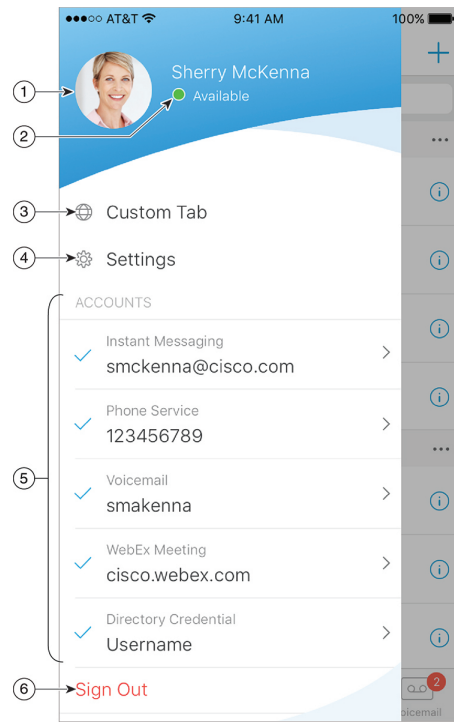 ●●●○○ AT&T 9:41 AM 100%
1
Sherry McKenna
Available
2
3
Custom Tab
4
Settings
ACCOUNTS
Instant Messaging
smckenna@cisco.com
Phone Service
123456789
5
Voicemail
smakenna
WebEx Meeting
cisco.webex.com
Directory Credential
Username
6
Sign Out
2
oicemail